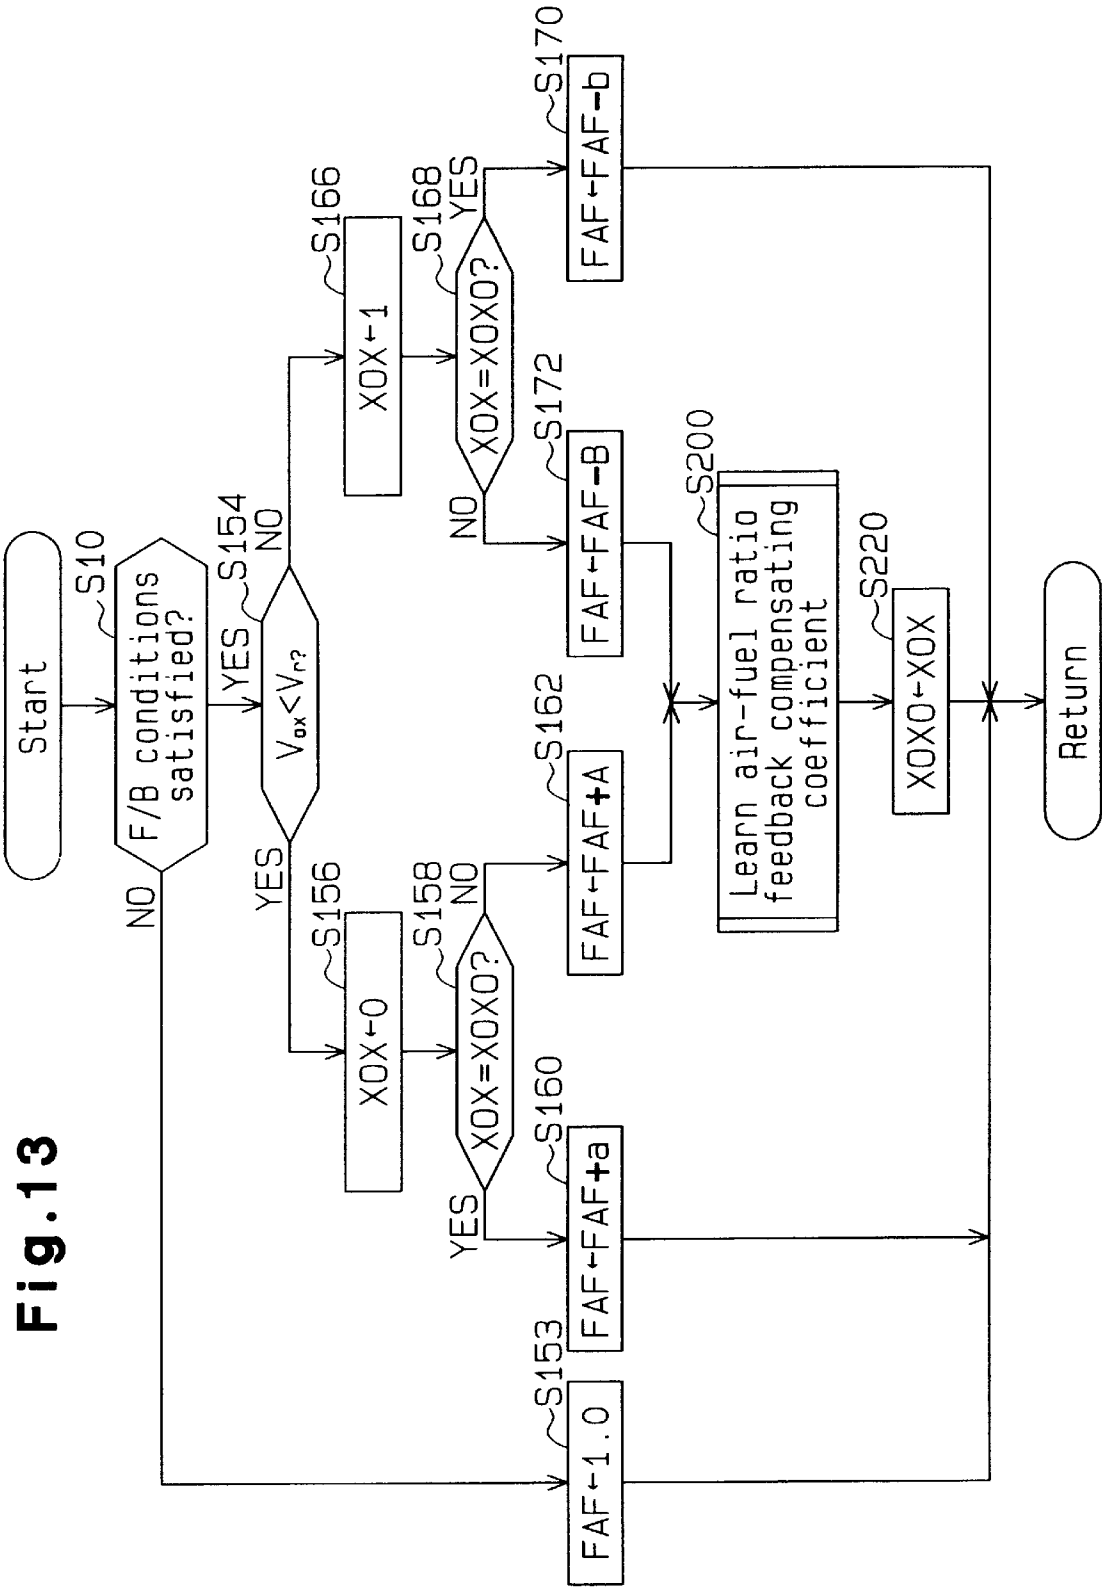 Fig.13
Start
S10
F/B conditions
satisfied?
NO
YES
S154
Vox<Vr?
YES
NO
S156
XOX←0
S166
XOX←1
S158
XOX=XOXO?
YES
NO
S168
XOX=XOXO?
NO
YES
S153
FAF←1.0
S160
FAF←FAF+a
S162
FAF←FAF+A
S172
FAF←FAF-B
S170
FAF←FAF-b
S200
Learn air-fuel ratio
feedback compensating
coefficient
S220
XOXO←XOX
Return